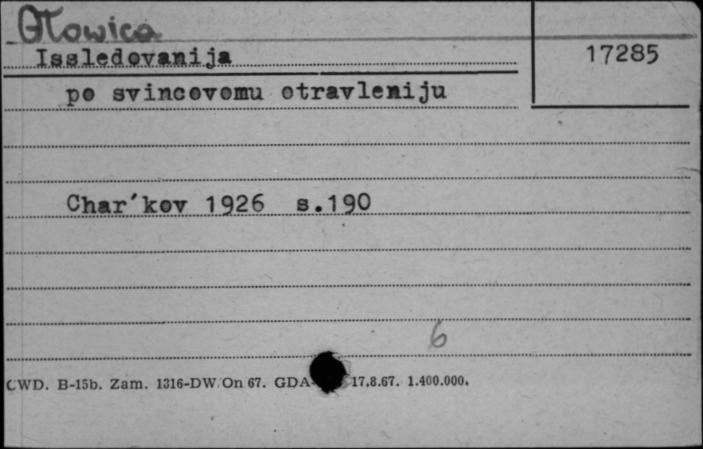 Ołowica
Issledovanija
17285
po svincovomu otravleniju
Char'kov 1926 s.190
6
CWD. B-15b. Zam. 1316-DW/On 67. GDA- 17.8.67. 1.400.000.